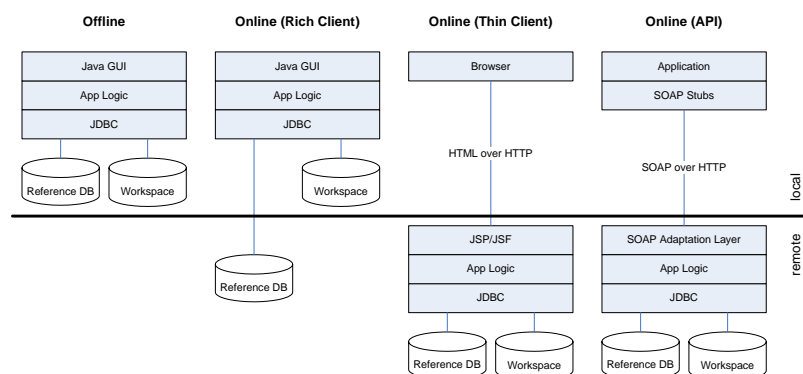 Offline
Online (Rich Client)
Online (Thin Client)
Online (API)
Java GUI
App Logic
JDBC
Reference DB
Workspace
Java GUI
App Logic
JDBC
Workspace
Browser
HTML over HTTP
Application
SOAP Stubs
SOAP over HTTP
local
remote
Reference DB
JSP/JSF
App Logic
JDBC
Reference DB
Workspace
SOAP Adaptation Layer
App Logic
JDBC
Reference DB
Workspace